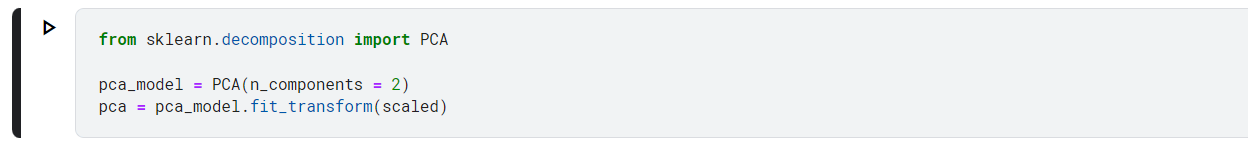 from sklearn.decomposition import PCA
pca_model = PCA(n_components = 2)
pca = pca_model.fit_transform(scaled)